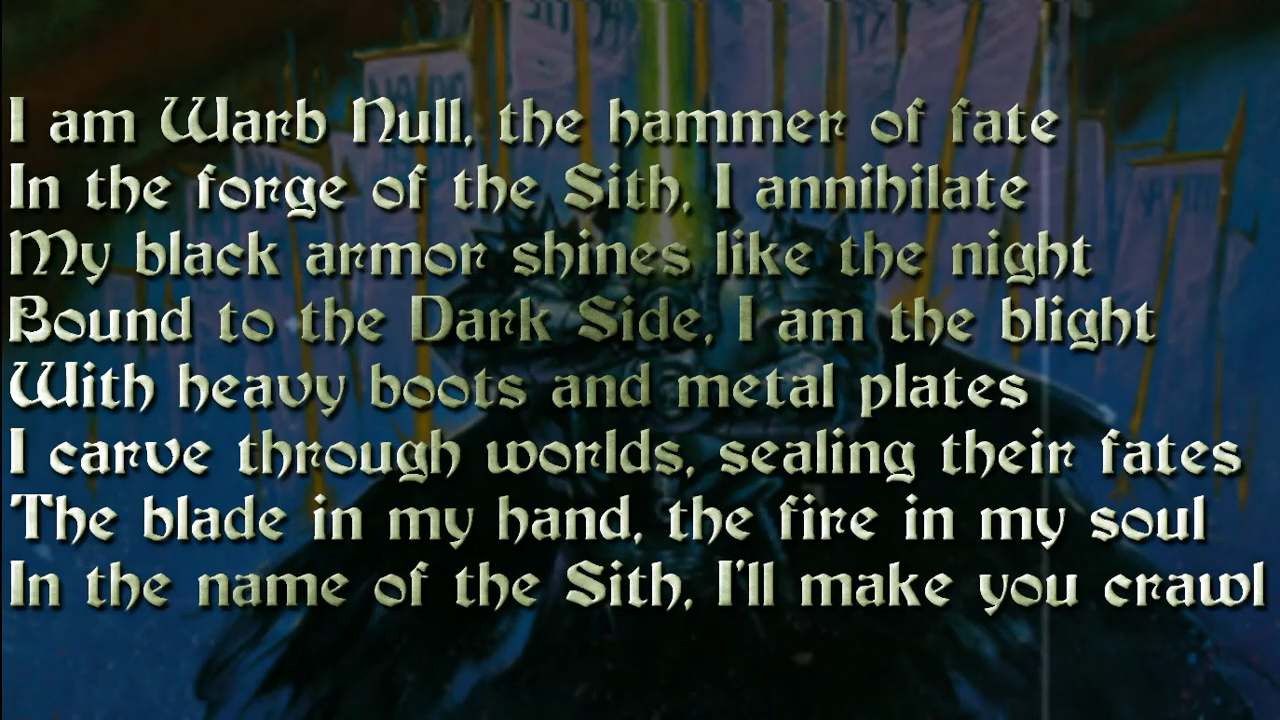 I am Warb Null, the hammer of fate
In the forge of the Sith, I annihilate
My black armor shines like the night
Bound to the Dark Side, I am the blight
With heavy boots and metal plates
I carve through worlds, sealing their fates
The blade in my hand, the fire in my soul
In the name of the Sith, I'll make you crawl